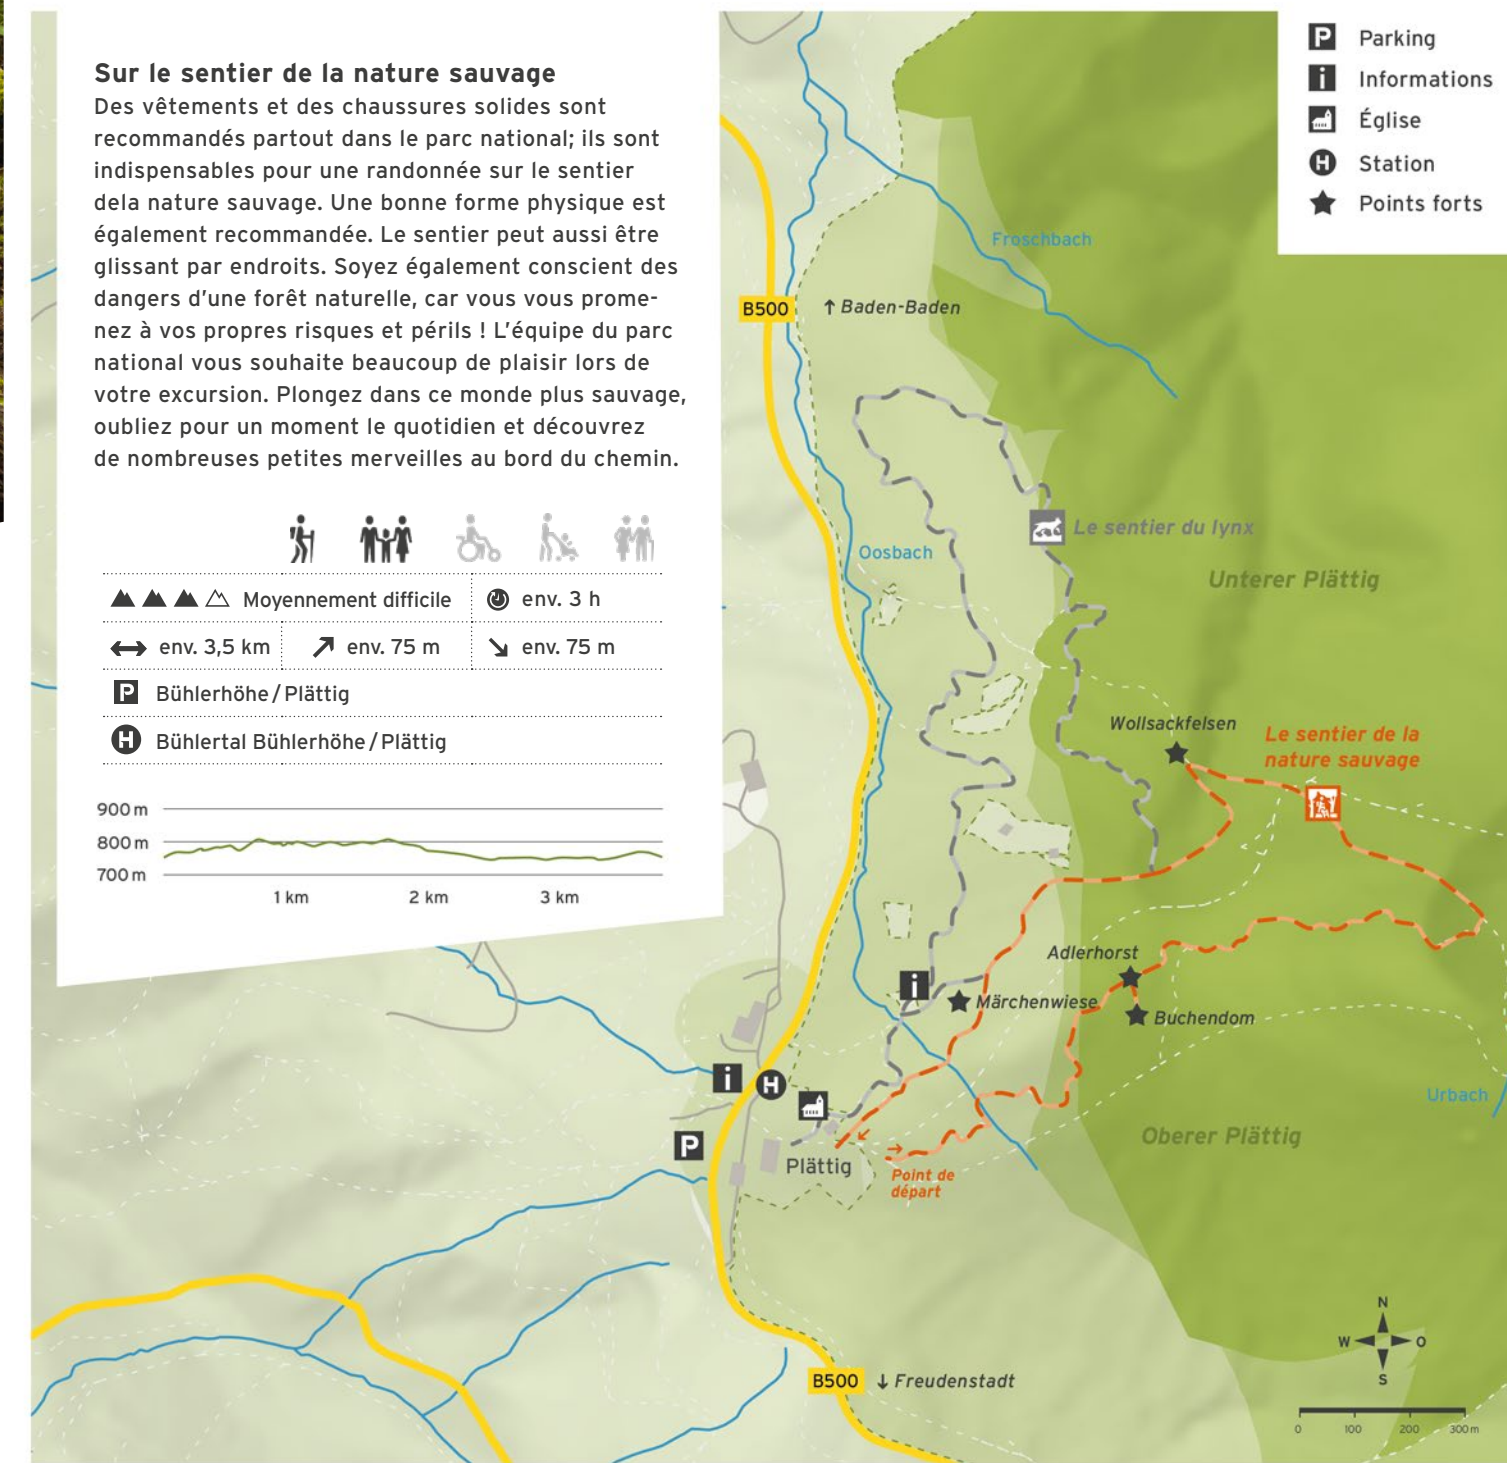 Sur le sentier de la nature sauvage
Des vêtements et des chaussures solides sont
recommandés partout dans le parc national; ils sont
indispensables pour une randonnée sur le sentier
dela nature sauvage. Une bonne forme physique est
également recommandée. Le sentier peut aussi être
glissant par endroits. Soyez également conscient des
dangers d'une forêt naturelle, car vous vous prome-
nez à vos propres risques et périls ! L'équipe du parc
national vous souhaite beaucoup de plaisir lors de
votre excursion. Plongez dans ce monde plus sauvage,
oubliez pour un moment le quotidien et découvrez
de nombreuses petites merveilles au bord du chemin.
Moyennement difficile
env. 3 h
env. 3,5 km
env. 75 m
env. 75 m
P Bühlerhöhe / Plättig
H Bühlertal Bühlerhöhe / Plättig
900 m
800 m
700 m
1 km
2 km
3 km
P Parking
i Informations
Église
H Station
Points forts
Froschbach
B500
↑ Baden-Baden
Le sentier du lynx
Oosbach
Unterer Plättig
Wollsackfelsen
Le sentier de la
nature sauvage
Adlerhorst
i
Märchenwiese
Buchendom
i
H
Urbach
P
Oberer Plättig
Plättig
Point de
départ
B500
↓ Freudenstadt
N
W
O
S
0
100
200
300 m